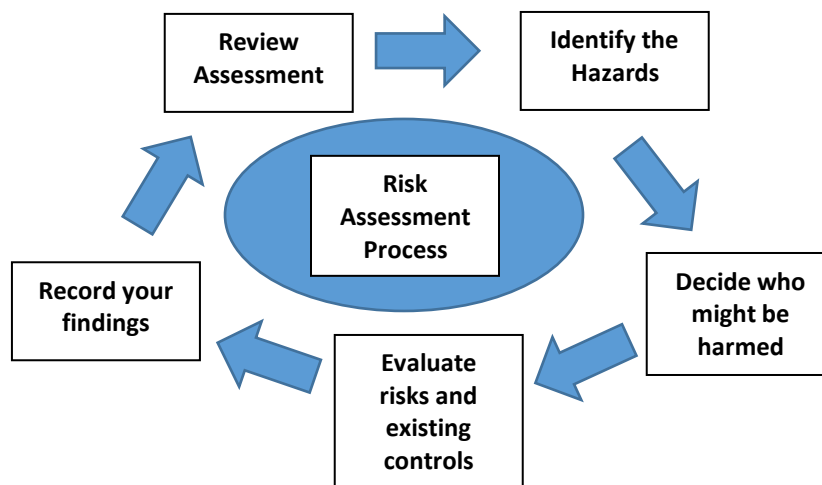 Review
Assessment
Identify the
Hazards
Risk
Assessment
Process
Decide who
might be
harmed
Evaluate
risks and
existing
controls
Record your
findings